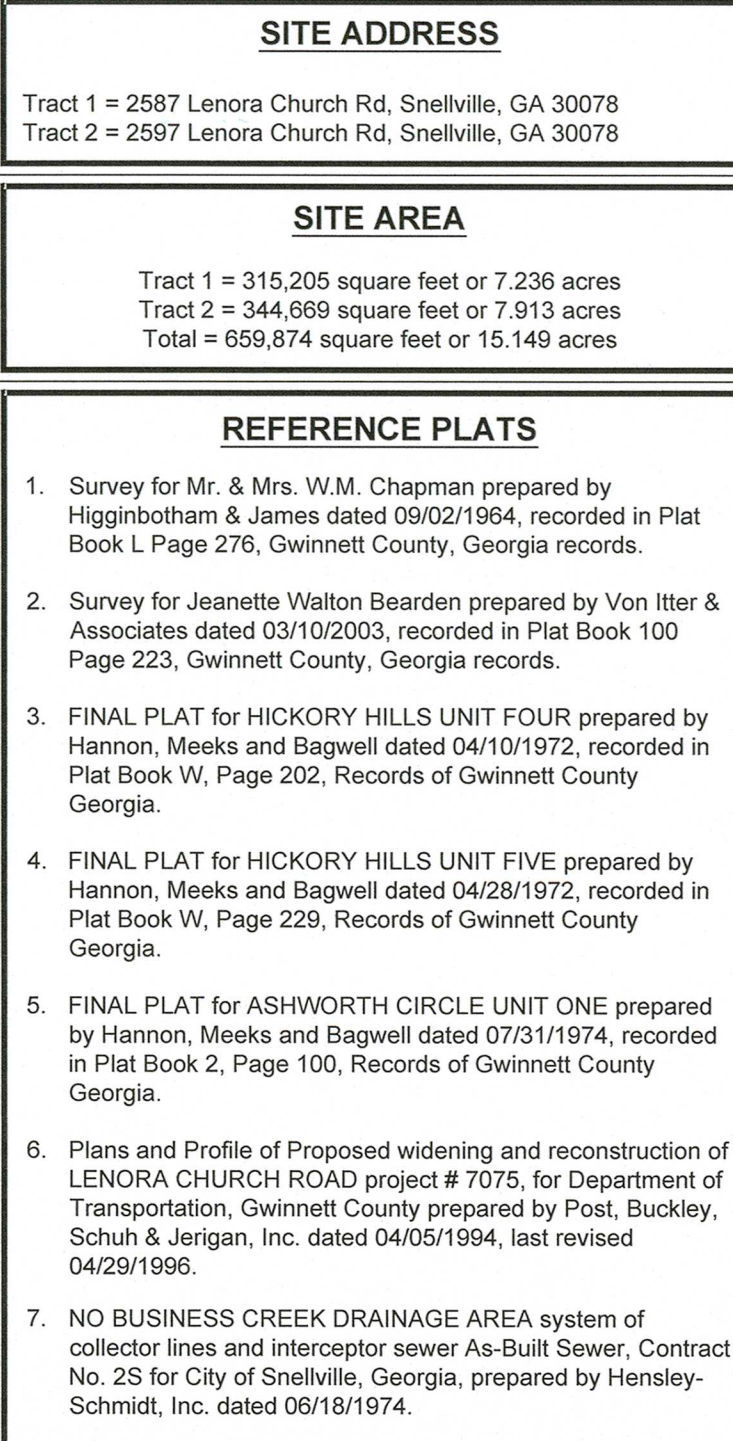 SITE ADDRESS
Tract 1 = 2587 Lenora Church Rd, Snellville, GA 30078
Tract 2 = 2597 Lenora Church Rd, Snellville, GA 30078
SITE AREA
Tract 1 = 315,205 square feet or 7.236 acres
Tract 2 = 344,669 square feet or 7.913 acres
Total = 659,874 square feet or 15.149 acres
REFERENCE PLATS
1. Survey for Mr. & Mrs. W.M. Chapman prepared by
Higginbotham & James dated 09/02/1964, recorded in Plat
Book L Page 276, Gwinnett County, Georgia records.
2. Survey for Jeanette Walton Bearden prepared by Von Itter &
Associates dated 03/10/2003, recorded in Plat Book 100
Page 223, Gwinnett County, Georgia records.
3. FINAL PLAT for HICKORY HILLS UNIT FOUR prepared by
Hannon, Meeks and Bagwell dated 04/10/1972, recorded in
Plat Book W, Page 202, Records of Gwinnett County
Georgia.
4. FINAL PLAT for HICKORY HILLS UNIT FIVE prepared by
Hannon, Meeks and Bagwell dated 04/28/1972, recorded in
Plat Book W, Page 229, Records of Gwinnett County
Georgia.
5. FINAL PLAT for ASHWORTH CIRCLE UNIT ONE prepared
by Hannon, Meeks and Bagwell dated 07/31/1974, recorded
in Plat Book 2, Page 100, Records of Gwinnett County
Georgia.
6. Plans and Profile of Proposed widening and reconstruction of
LENORA CHURCH ROAD project # 7075, for Department of
Transportation, Gwinnett County prepared by Post, Buckley,
Schuh & Jerigan, Inc. dated 04/05/1994, last revised
04/29/1996.
7. NO BUSINESS CREEK DRAINAGE AREA system of
collector lines and interceptor sewer As-Built Sewer, Contract
No. 2S for City of Snellville, Georgia, prepared by Hensley-
Schmidt, Inc. dated 06/18/1974.